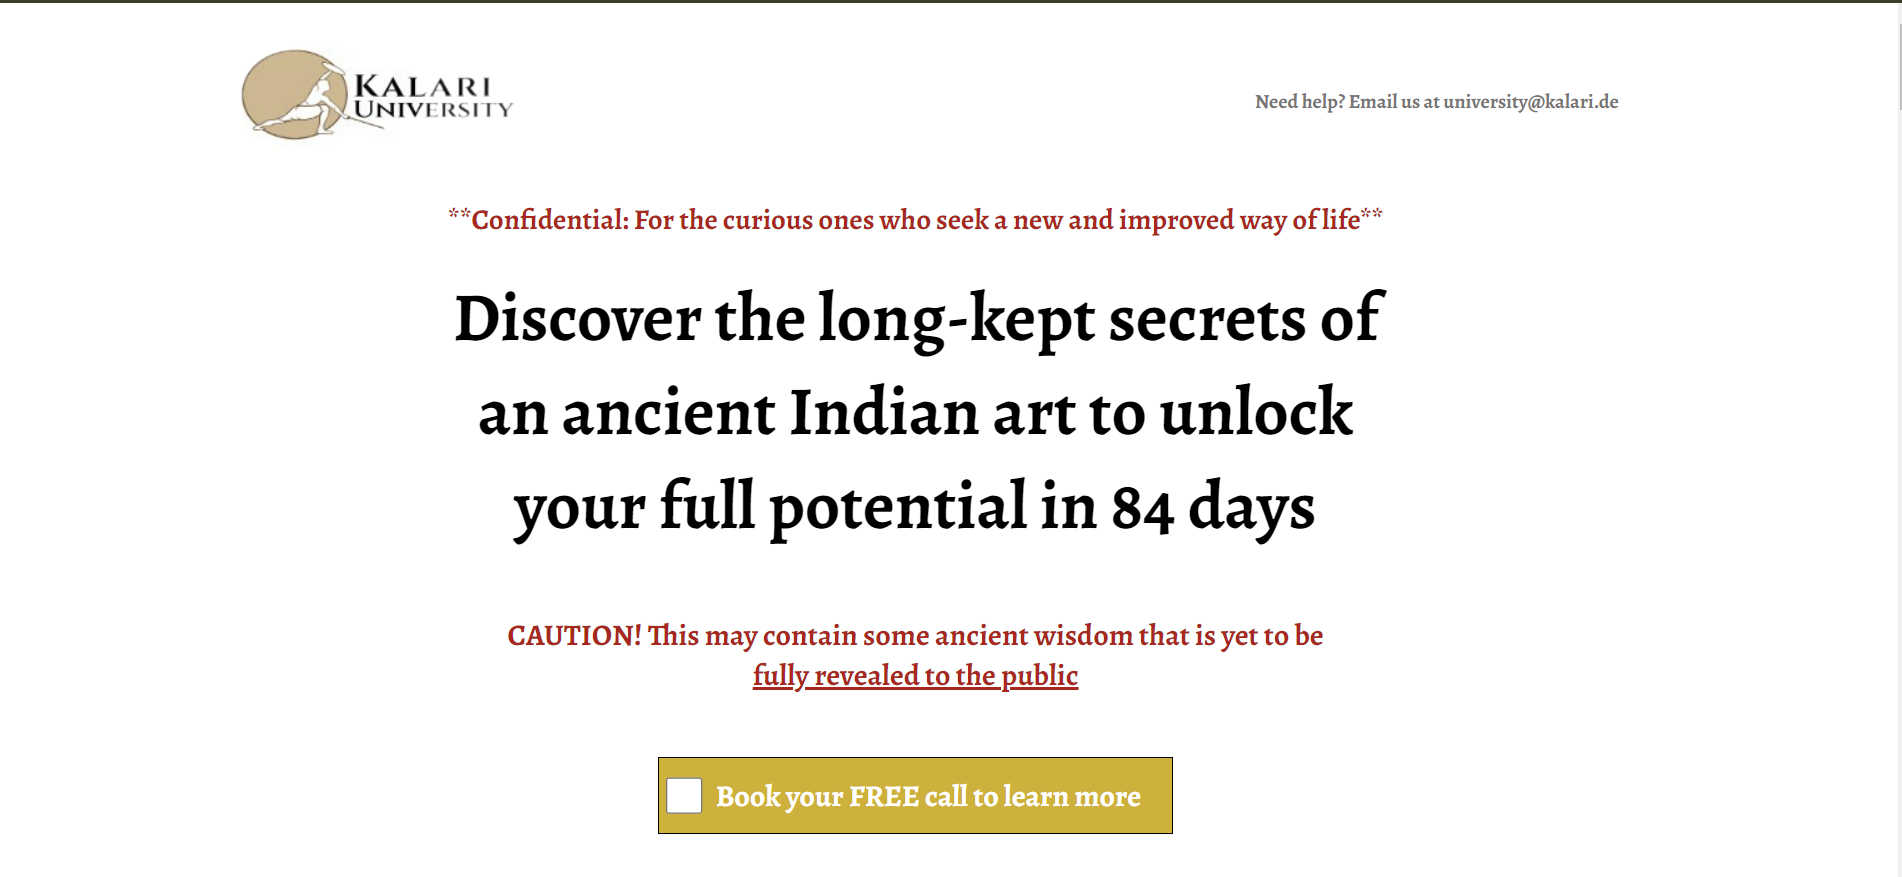 KALARI
UNIVERSITY
Need help? Email us at university@kalari.de
**Confidential: For the curious ones who seek a new and improved way of life**
Discover the long-kept secrets of
an ancient Indian art to unlock
your full potential in 84 days
CAUTION! This may contain some ancient wisdom that is yet to be
fully revealed to the public
Book your FREE call to learn more